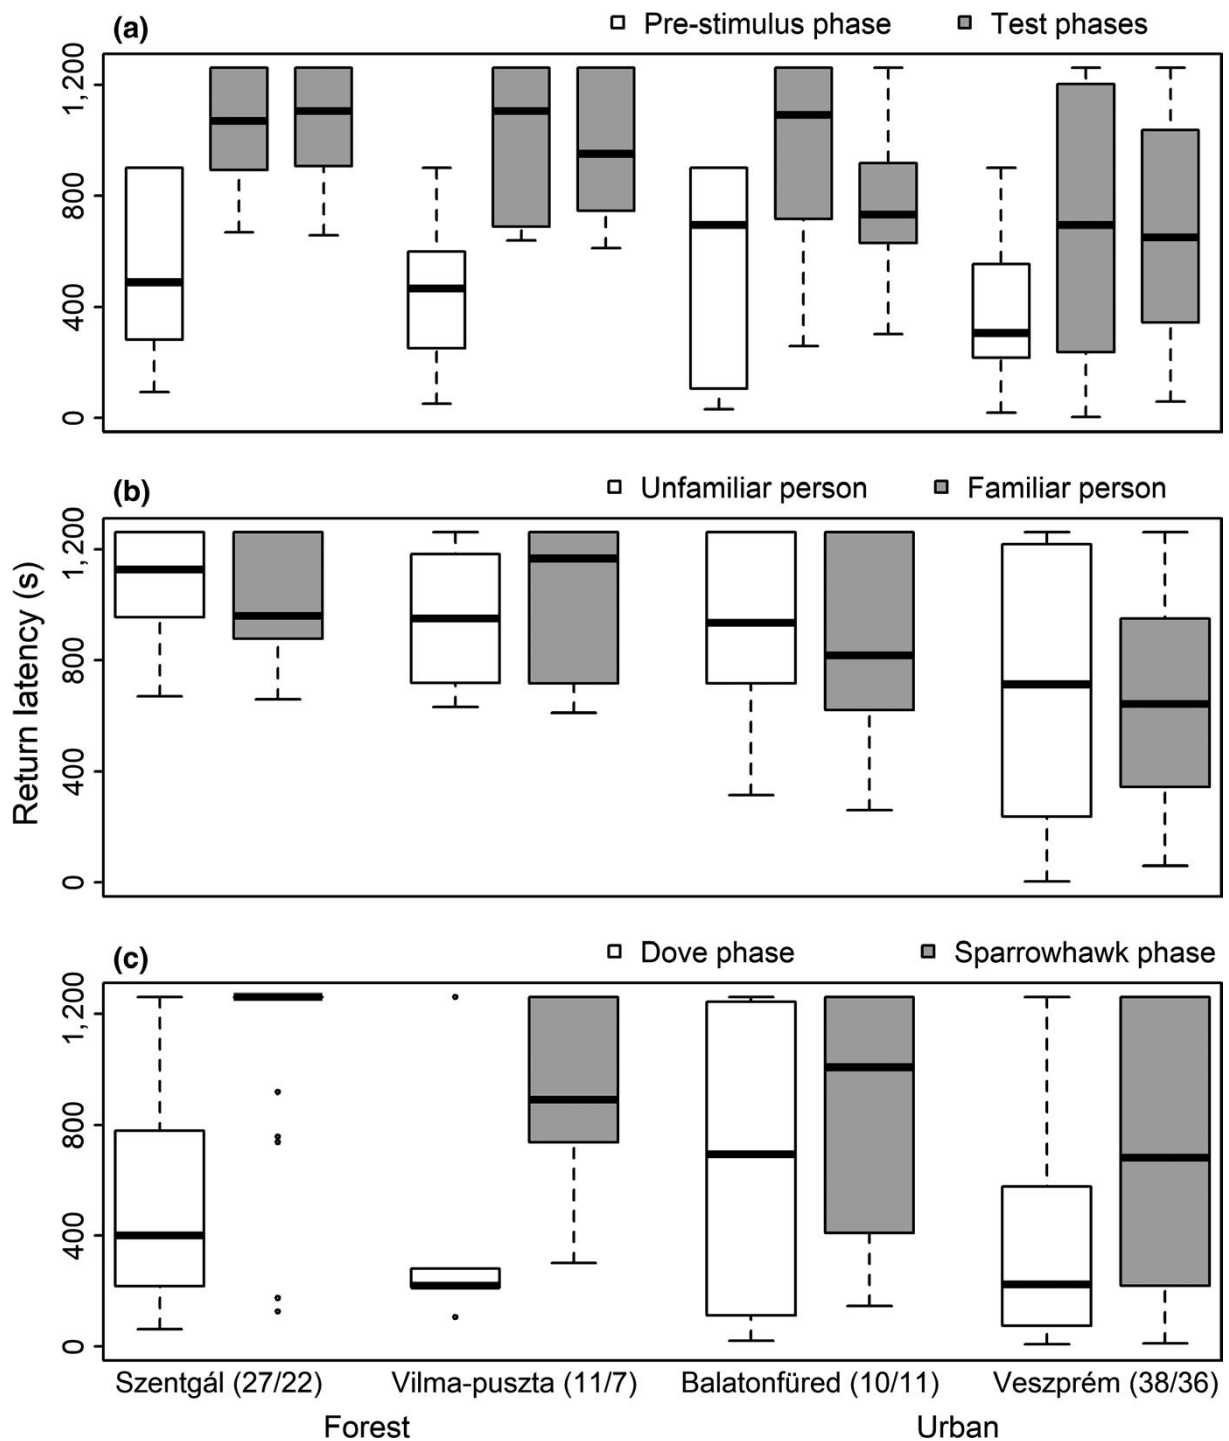 (a) Pre-stimulus phase Test phases
1,200
800
400
0
(b) Unfamiliar person Familiar person
1,200
800
400
0
Return latency (s)
(c) Dove phase Sparrowhawk phase
1,200
800
400
0
Szentgál (27/22) Vilma-puszta (11/7) Balatonfüred (10/11) Veszprém (38/36)
Forest Urban